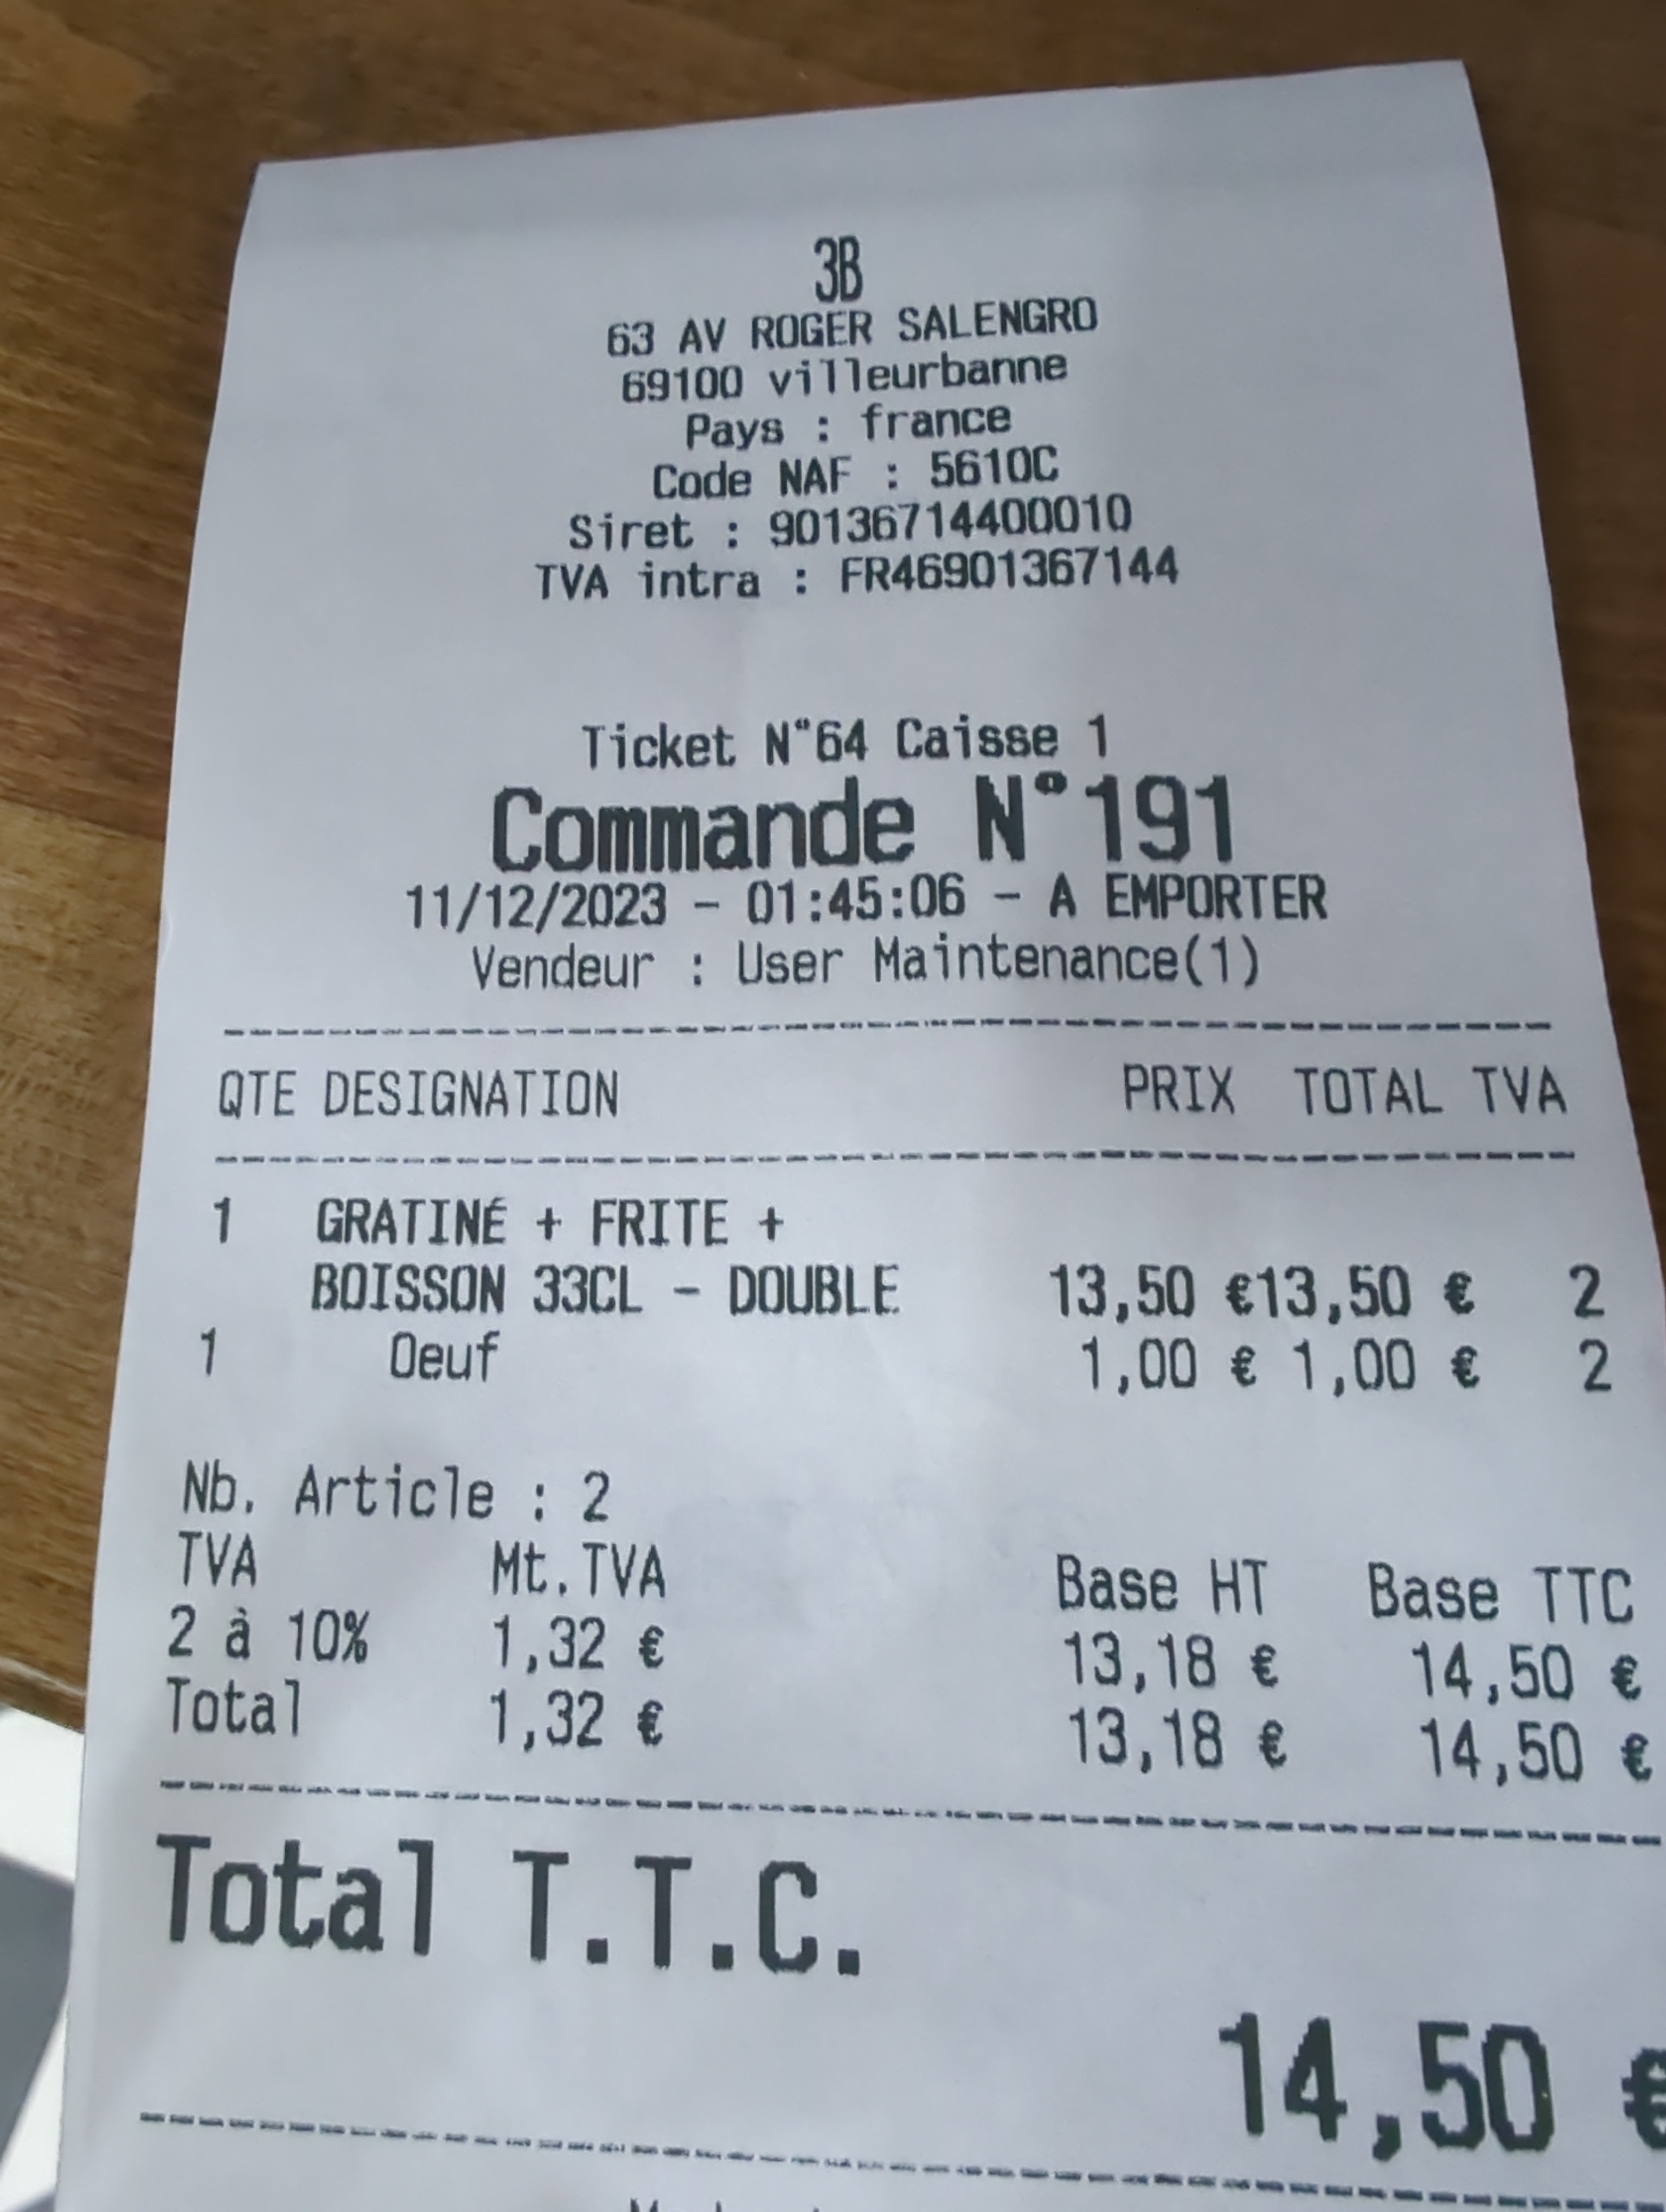 3B
63 AV ROGER SALENGRO
69100 villeurbanne
Pays : france
Code NAF : 5610C
Siret : 90136714400010
TVA intra : FR46901367144
Ticket N°64 Caisse 1
Commande N°191
11/12/2023 - 01:45:06 - A EMPORTER
Vendeur : User Maintenance(1)
QTE DESIGNATION PRIX TOTAL TVA
1 GRATINÉ + FRITE +
BOISSON 33CL - DOUBLE 13,50 €13,50 € 2
1 Oeuf 1,00 € 1,00 € 2
Nb. Article : 2
TVA Mt.TVA Base HT Base TTC
2 à 10% 1,32 € 13,18 € 14,50 €
Total 1,32 € 13,18 € 14,50 €
Total T.T.C.
14,50 €